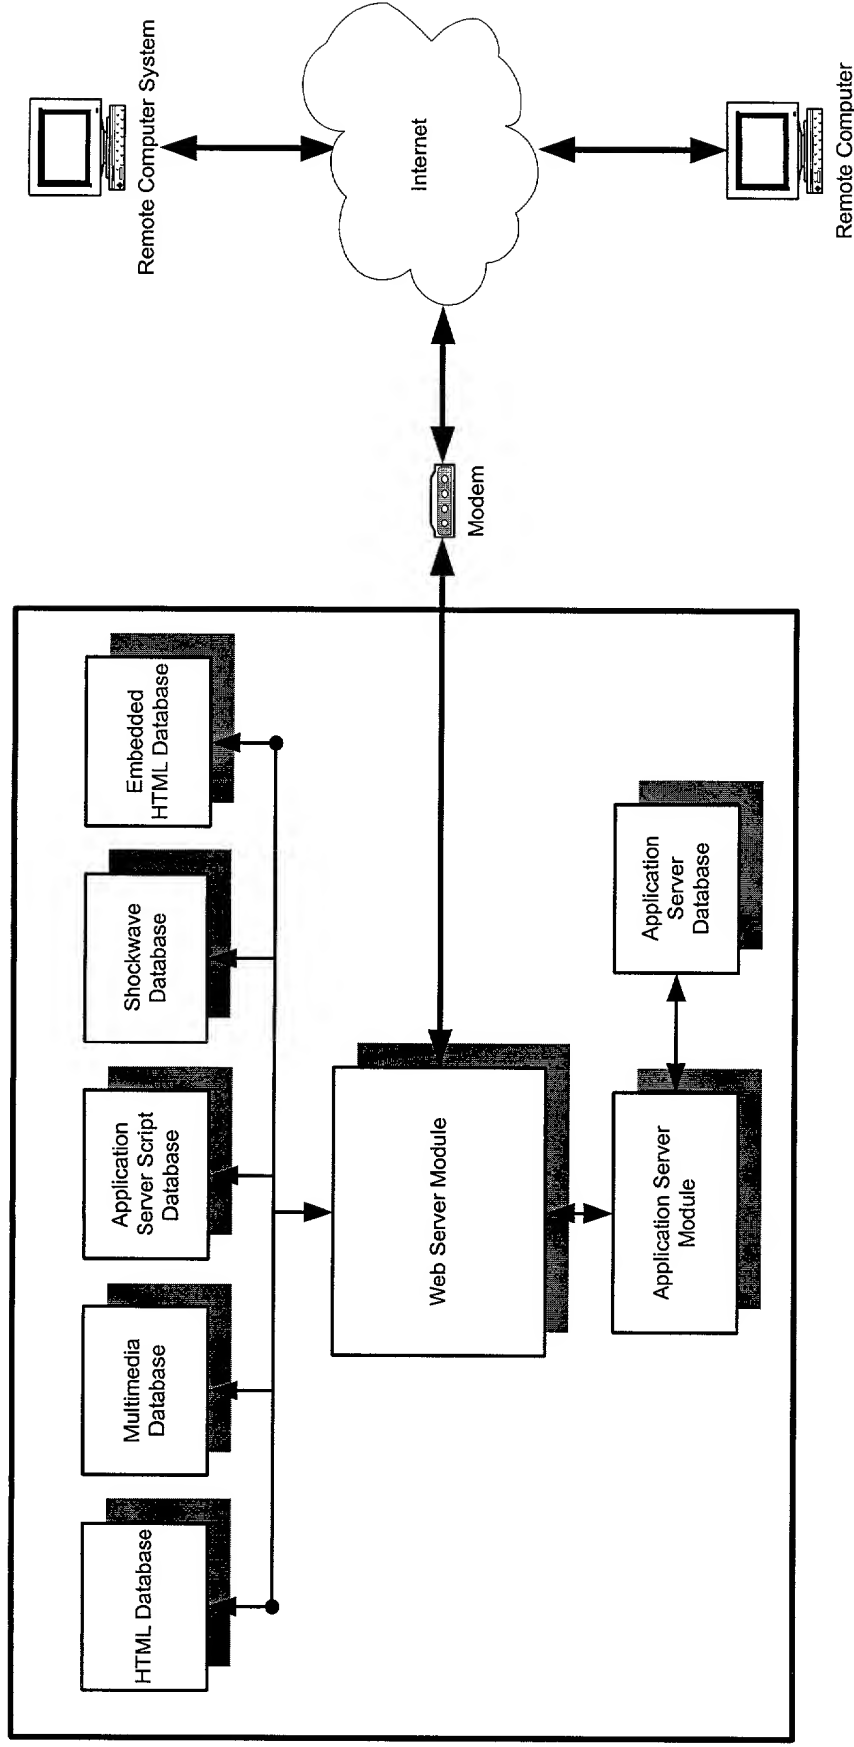 HTML Database
Multimedia
Database
Application
Server Script
Database
Shockwave
Database
Embedded
HTML Database
Web Server Module
Application Server
Module
Application
Server
Database
Modem
Internet
Remote Computer System
Remote Computer